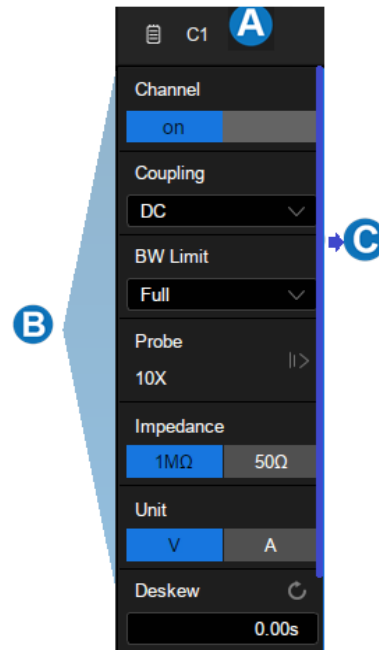 C1 A
Channel
on
Coupling
DC
BW Limit
Full
Probe
10X
Impedance
1MΩ 50Ω
Unit
V A
Deskew
0.00s
B
C